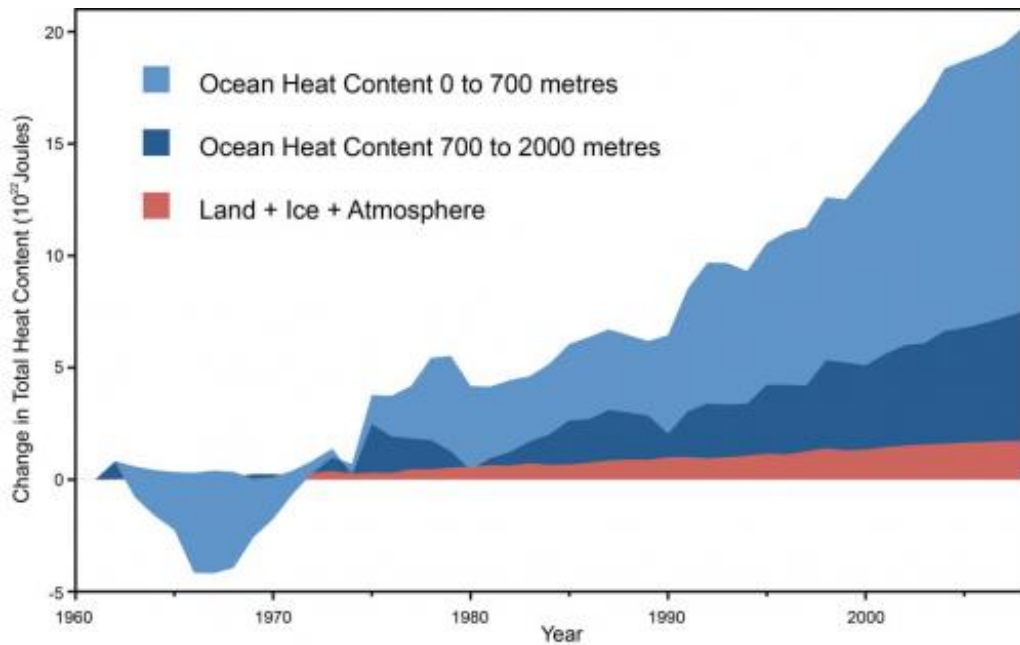 20
Ocean Heat Content 0 to 700 metres
15
Ocean Heat Content 700 to 2000 metres
Land + Ice + Atmosphere
Change in Total Heat Content (10²²Joules)
10
5
0
-5
1960
1970
1980
1990
2000
Year